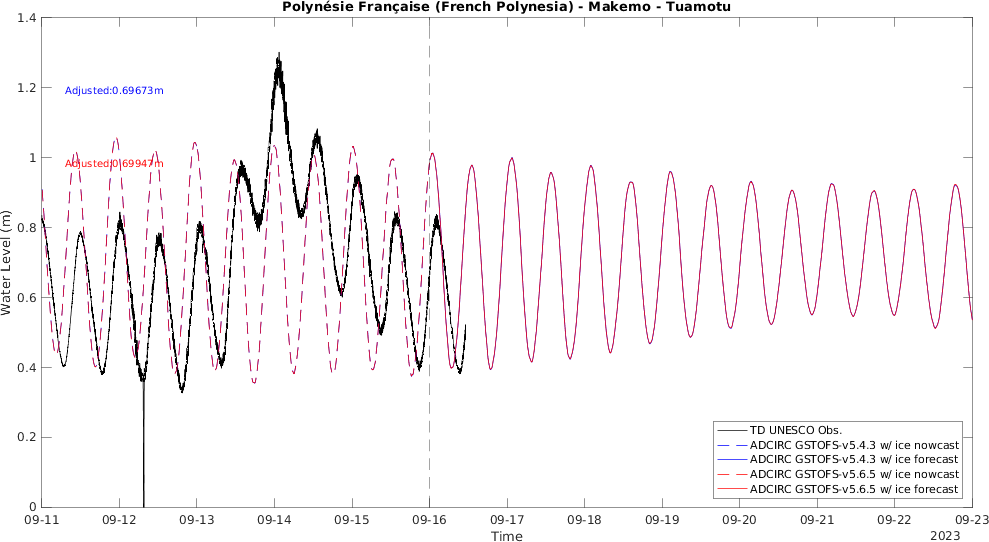 Polynésie Française (French Polynesia) - Makemo - Tuamotu
1.4
1.2
1
0.8
0.6
0.4
0.2
0
Water Level (m)
Adjusted:0.69673m
Adjusted:0.69947m
TD UNESCO Obs.
ADCIRC GSTOFS-v5.4.3 w/ ice nowcast
ADCIRC GSTOFS-v5.4.3 w/ ice forecast
ADCIRC GSTOFS-v5.6.5 w/ ice nowcast
ADCIRC GSTOFS-v5.6.5 w/ ice forecast
09-11 09-12 09-13 09-14 09-15 09-16 09-17 09-18 09-19 09-20 09-21 09-22 09-23
Time
2023